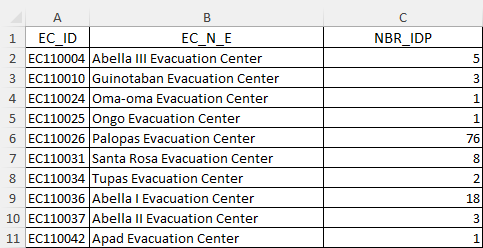 A B C
1 EC_ID EC_N_E NBR_IDP
2 EC110004 Abella III Evacuation Center 5
3 EC110010 Guinotaban Evacuation Center 3
4 EC110024 Oma-oma Evacuation Center 1
5 EC110025 Ongo Evacuation Center 1
6 EC110026 Palopas Evacuation Center 76
7 EC110031 Santa Rosa Evacuation Center 8
8 EC110034 Tupas Evacuation Center 2
9 EC110036 Abella I Evacuation Center 18
10 EC110037 Abella II Evacuation Center 3
11 EC110042 Apad Evacuation Center 1